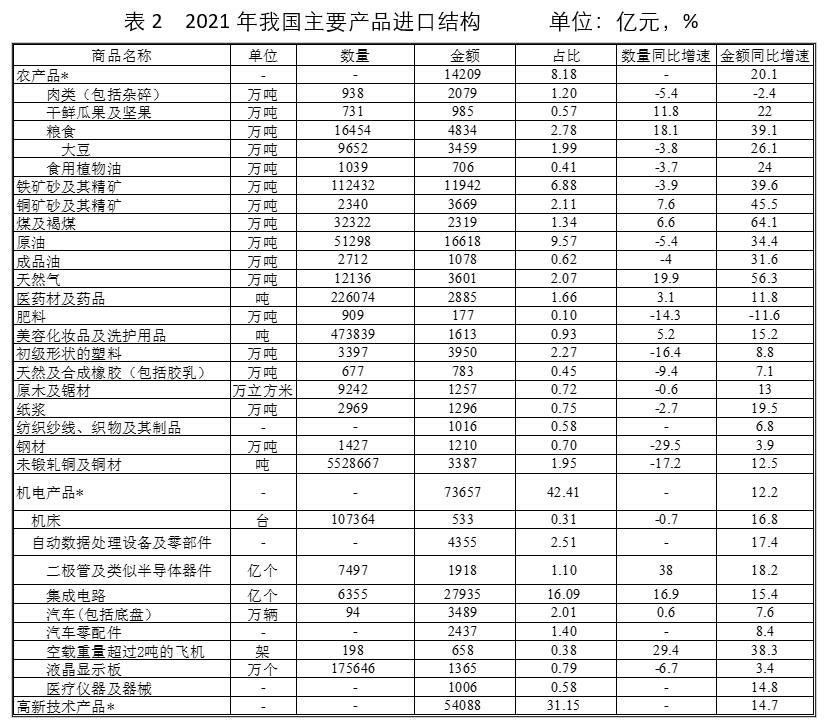 表 2 2021 年我国主要产品进口结构 单位：亿元，%
商品名称 单位 数量 金额 占比 数量同比增速 金额同比增速
农产品* - - 14209 8.18 - 20.1
肉类（包括杂碎） 万吨 938 2079 1.20 -5.4 -2.4
干鲜瓜果及坚果 万吨 731 985 0.57 11.8 22
粮食 万吨 16454 4834 2.78 18.1 39.1
大豆 万吨 9652 3459 1.99 -3.8 26.1
食用植物油 万吨 1039 706 0.41 -3.7 24
铁矿砂及其精矿 万吨 112432 11942 6.88 -3.9 39.6
铜矿砂及其精矿 万吨 2340 3669 2.11 7.6 45.5
煤及褐煤 万吨 32322 2319 1.34 6.6 64.1
原油 万吨 51298 16618 9.57 -5.4 34.4
成品油 万吨 2712 1078 0.62 -4 31.6
天然气 万吨 12136 3601 2.07 19.9 56.3
医药材及药品 吨 226074 2885 1.66 3.1 11.8
肥料 万吨 909 177 0.10 -14.3 -11.6
美容化妆品及洗护用品 吨 473839 1613 0.93 5.2 15.2
初级形状的塑料 万吨 3397 3950 2.27 -16.4 8.8
天然及合成橡胶（包括胶乳） 万吨 677 783 0.45 -9.4 7.1
原木及锯材 万立方米 9242 1257 0.72 -0.6 13
纸浆 万吨 2969 1296 0.75 -2.7 19.5
纺织纱线、织物及其制品 - - 1016 0.58 - 6.8
钢材 万吨 1427 1210 0.70 -29.5 3.9
未锻轧铜及铜材 吨 5528667 3387 1.95 -17.2 12.5
机电产品* - - 73657 42.41 - 12.2
机床 台 107364 533 0.31 -0.7 16.8
自动数据处理设备及零部件 - - 4355 2.51 - 17.4
二极管及类似半导体器件 亿个 7497 1918 1.10 38 18.2
集成电路 亿个 6355 27935 16.09 16.9 15.4
汽车(包括底盘） 万辆 94 3489 2.01 0.6 7.6
汽车零配件 - - 2437 1.40 - 8.4
空载重量超过2吨的飞机 架 198 658 0.38 29.4 38.3
液晶显示板 万个 175646 1365 0.79 -6.7 3.4
医疗仪器及器械 - - 1006 0.58 - 14.8
高新技术产品* - - 54088 31.15 - 14.7